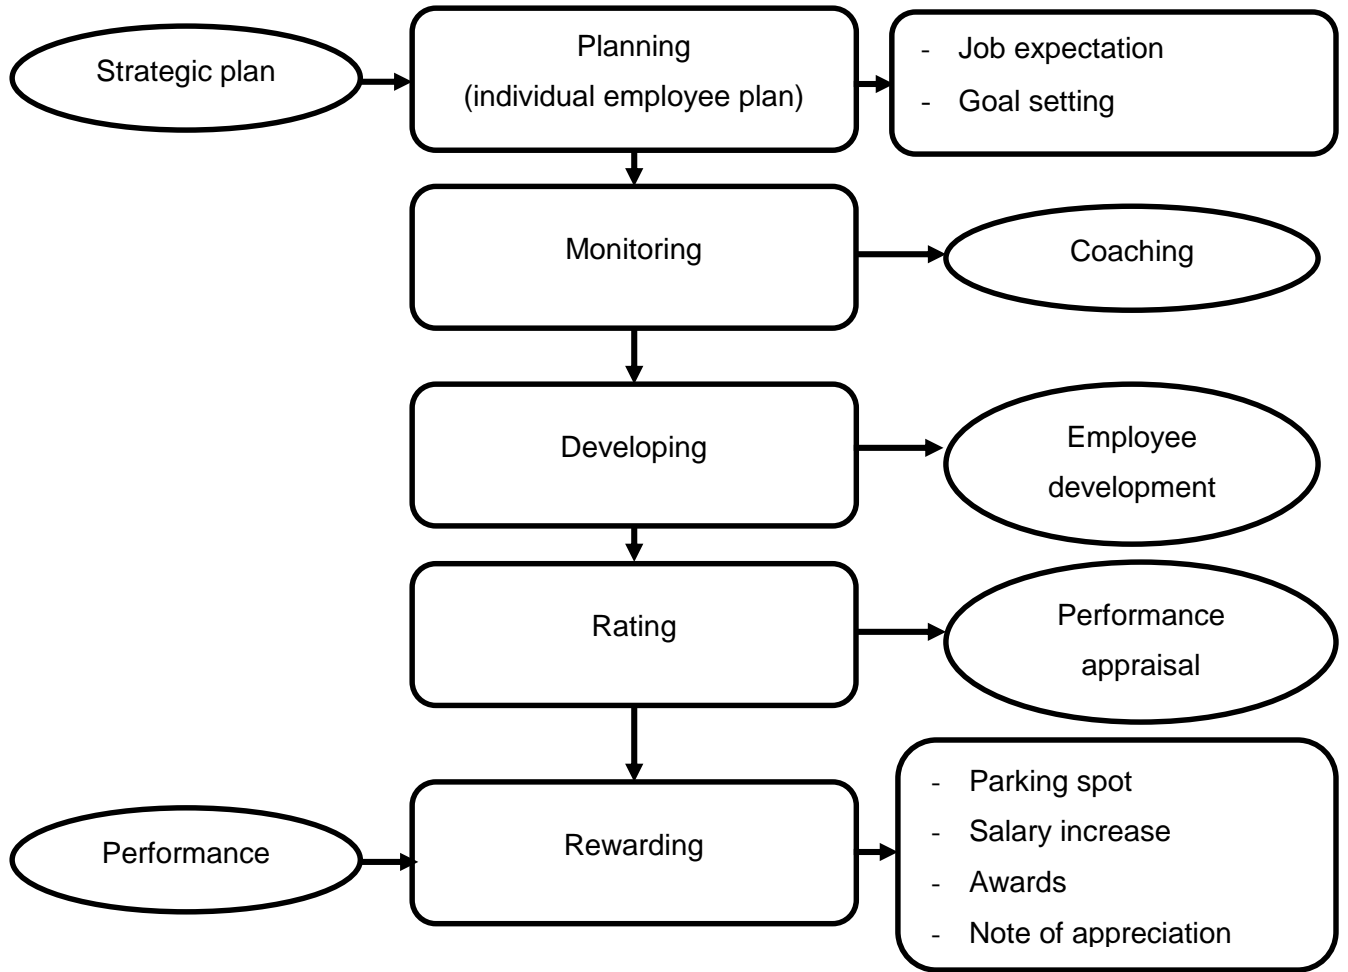 Strategic plan
Planning
(individual employee plan)
- Job expectation
- Goal setting
Monitoring
Coaching
Developing
Employee
development
Rating
Performance
appraisal
Performance
Rewarding
- Parking spot
- Salary increase
- Awards
- Note of appreciation